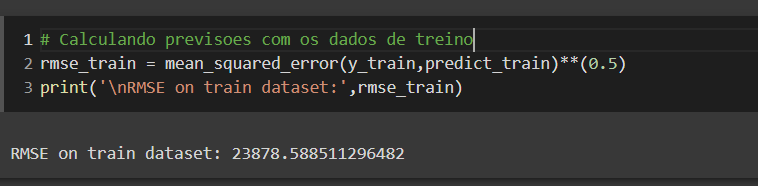 1 # Calculando previsoes com os dados de treino
2 rmse_train = mean_squared_error(y_train,predict_train)**(0.5)
3 print('\nRMSE on train dataset:',rmse_train)
RMSE on train dataset: 23878.588511296482